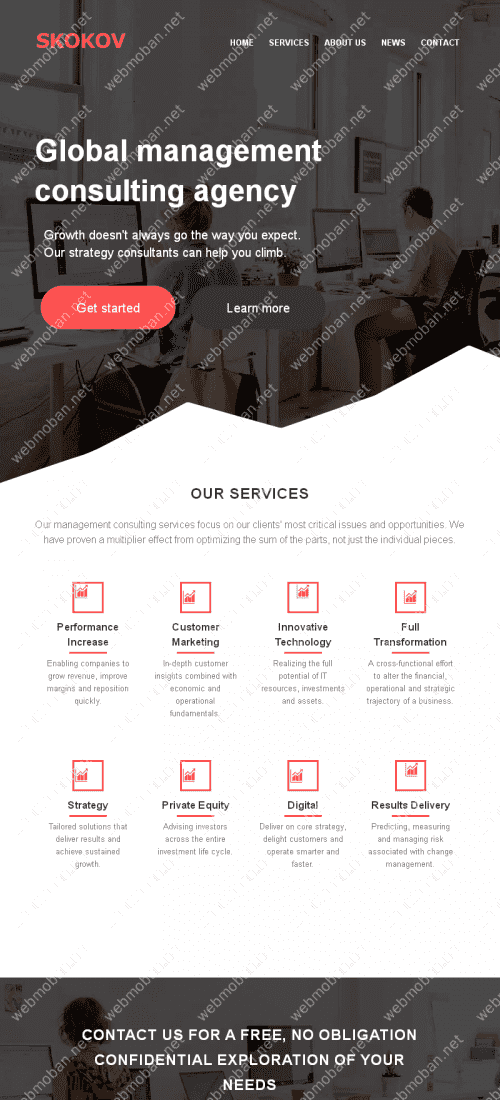 SKOKOV
HOME SERVICES ABOUT US NEWS CONTACT
Global management
consulting agency
Growth doesn't always go the way you expect.
Our strategy consultants can help you climb.
Get started Learn more
OUR SERVICES
Our management consulting services focus on our clients' most critical issues and opportunities. We
have proven a multiplier effect from optimizing the sum of the parts, not just the individual pieces.
Performance
Increase
Enabling companies to
grow revenue, improve
margins and reposition
quickly.
Customer
Marketing
In-depth customer
insights combined with
economic and
operational
fundamentals.
Innovative
Technology
Realizing the full
potential of IT
resources, investments
and assets.
Full
Transformation
A cross-functional effort
to alter the financial,
operational and strategic
trajectory of a business.
Strategy
Tailored solutions that
deliver results and
achieve sustained
growth.
Private Equity
Advising investors
across the entire
investment life cycle.
Digital
Deliver on core strategy,
delight customers and
operate smarter and
faster.
Results Delivery
Predicting, measuring
and managing risk
associated with change
management.
CONTACT US FOR A FREE, NO OBLIGATION
CONFIDENTIAL EXPLORATION OF YOUR
NEEDS
webmoban.net